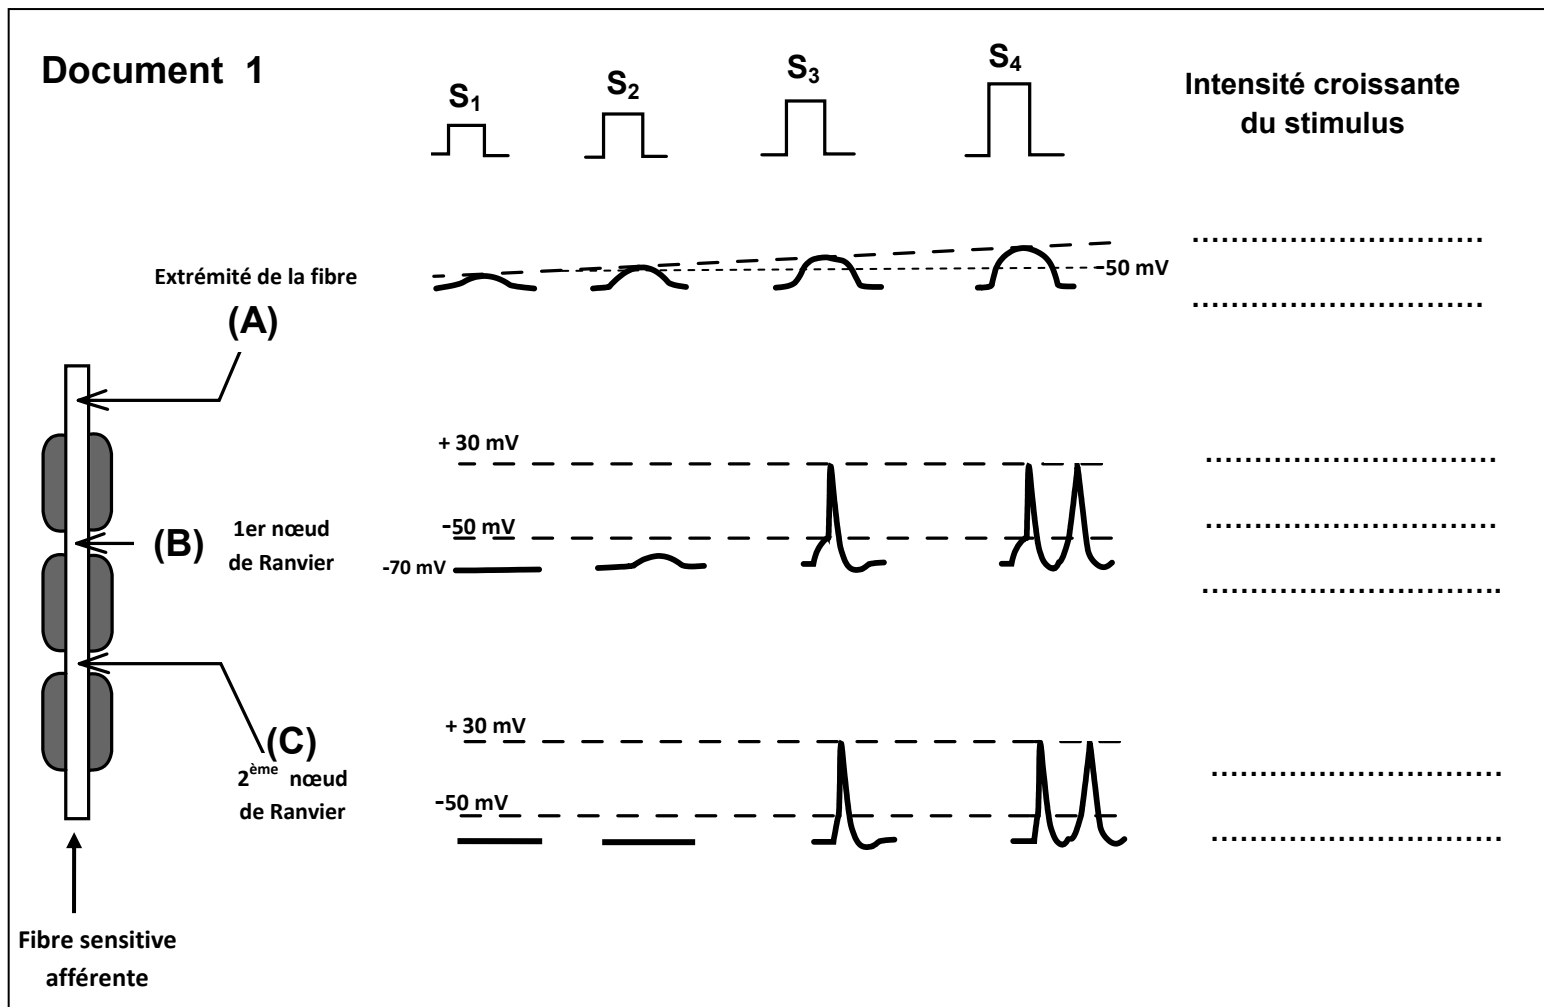 Document 1
S₁
S₂
S₃
S₄
Intensité croissante
du stimulus
Extrémité de la fibre
(A)
-50 mV
................................
................................
+ 30 mV
-50 mV
-70 mV
(B)
1er nœud
de Ranvier
................................
................................
................................
+ 30 mV
-50 mV
(C)
2ème nœud
de Ranvier
................................
................................
Fibre sensitive
afférente